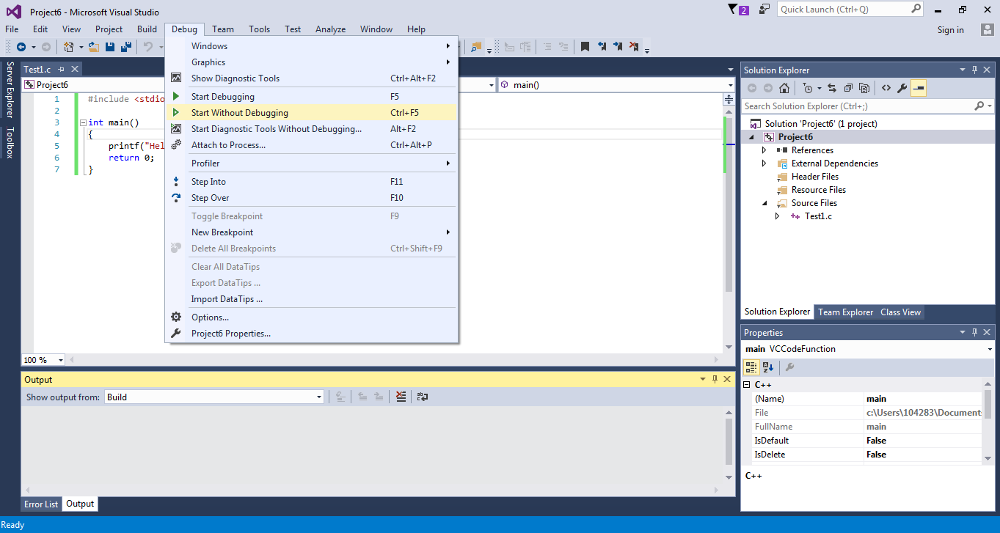 Project6 - Microsoft Visual Studio
2
Quick Launch (Ctrl+Q)
File Edit View Project Build Debug Team Tools Test Analyze Window Help
Sign in
Server Explorer
Toolbox
Test1.c
Project6
main()
1 #include <stdio
2
3 int main()
4 {
5 printf("Hel
6 return 0;
7 }
100 %
Windows
Graphics
Show Diagnostic Tools Ctrl+Alt+F2
Start Debugging F5
Start Without Debugging Ctrl+F5
Start Diagnostic Tools Without Debugging... Alt+F2
Attach to Process... Ctrl+Alt+P
Profiler
Step Into F11
Step Over F10
Toggle Breakpoint F9
New Breakpoint
Delete All Breakpoints Ctrl+Shift+F9
Clear All DataTips
Export DataTips ...
Import DataTips ...
Options...
Project6 Properties...
Output
Show output from: Build
Error List Output
Solution Explorer
Search Solution Explorer (Ctrl+;)
Solution 'Project6' (1 project)
Project6
References
External Dependencies
Header Files
Resource Files
Source Files
Test1.c
Solution Explorer Team Explorer Class View
Properties
main VCCodeFunction
C++
(Name) main
File c:\Users\104283\Document
FullName main
IsDefault False
IsDelete False
C++
Ready